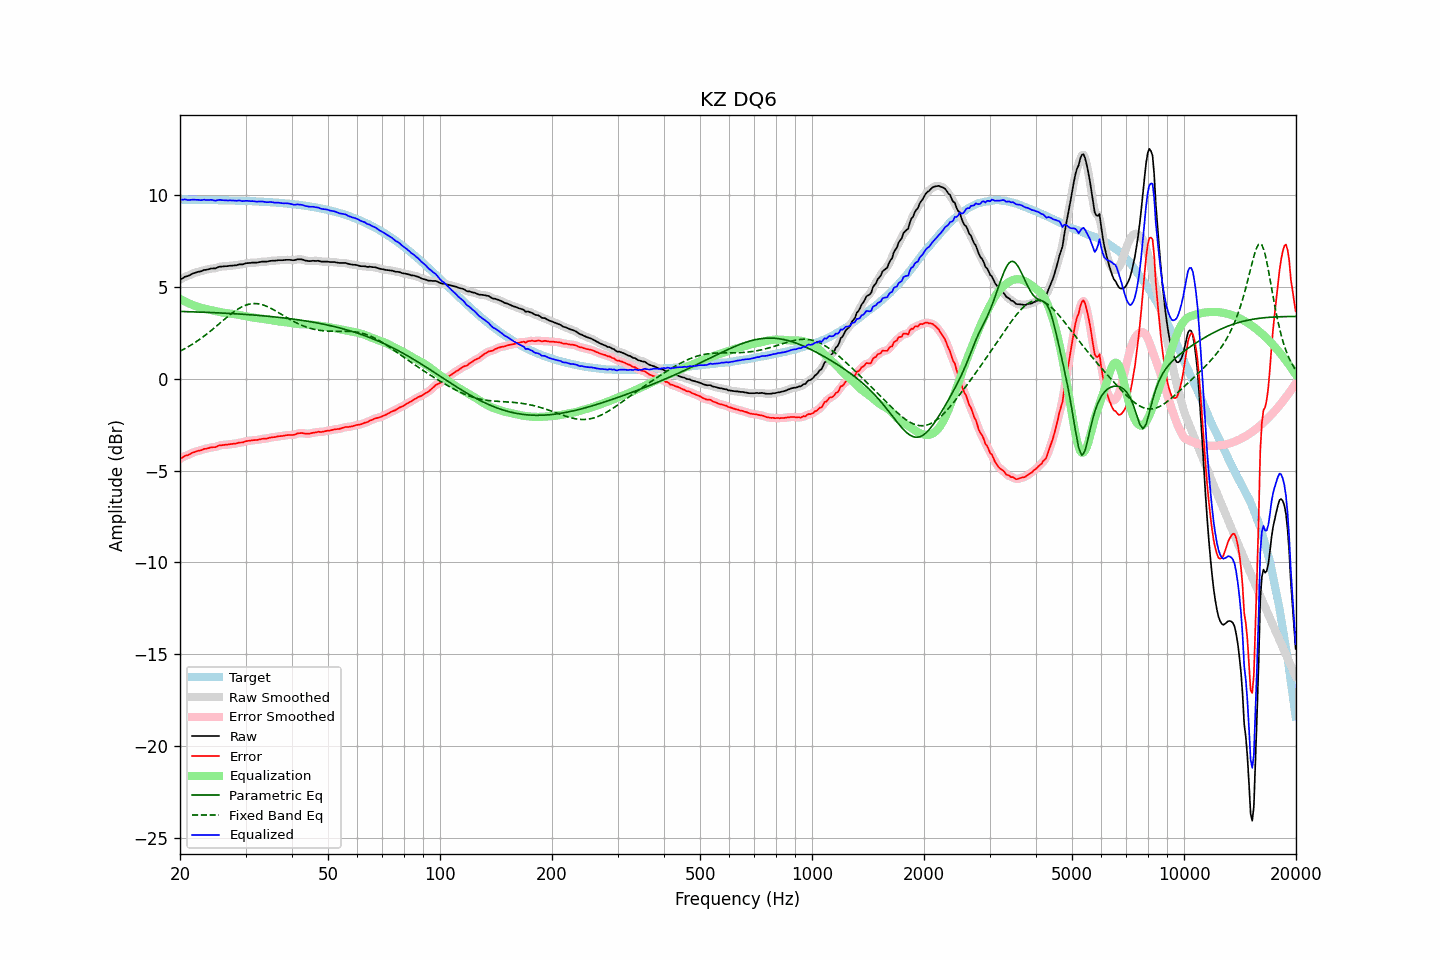 KZ DQ6
Amplitude (dBr)
10
5
0
−5
−10
−15
−20
−25
Target
Raw Smoothed
Error Smoothed
Raw
Error
Equalization
Parametric Eq
Fixed Band Eq
Equalized
20 50 100 200 500 1000 2000 5000 10000 20000
Frequency (Hz)